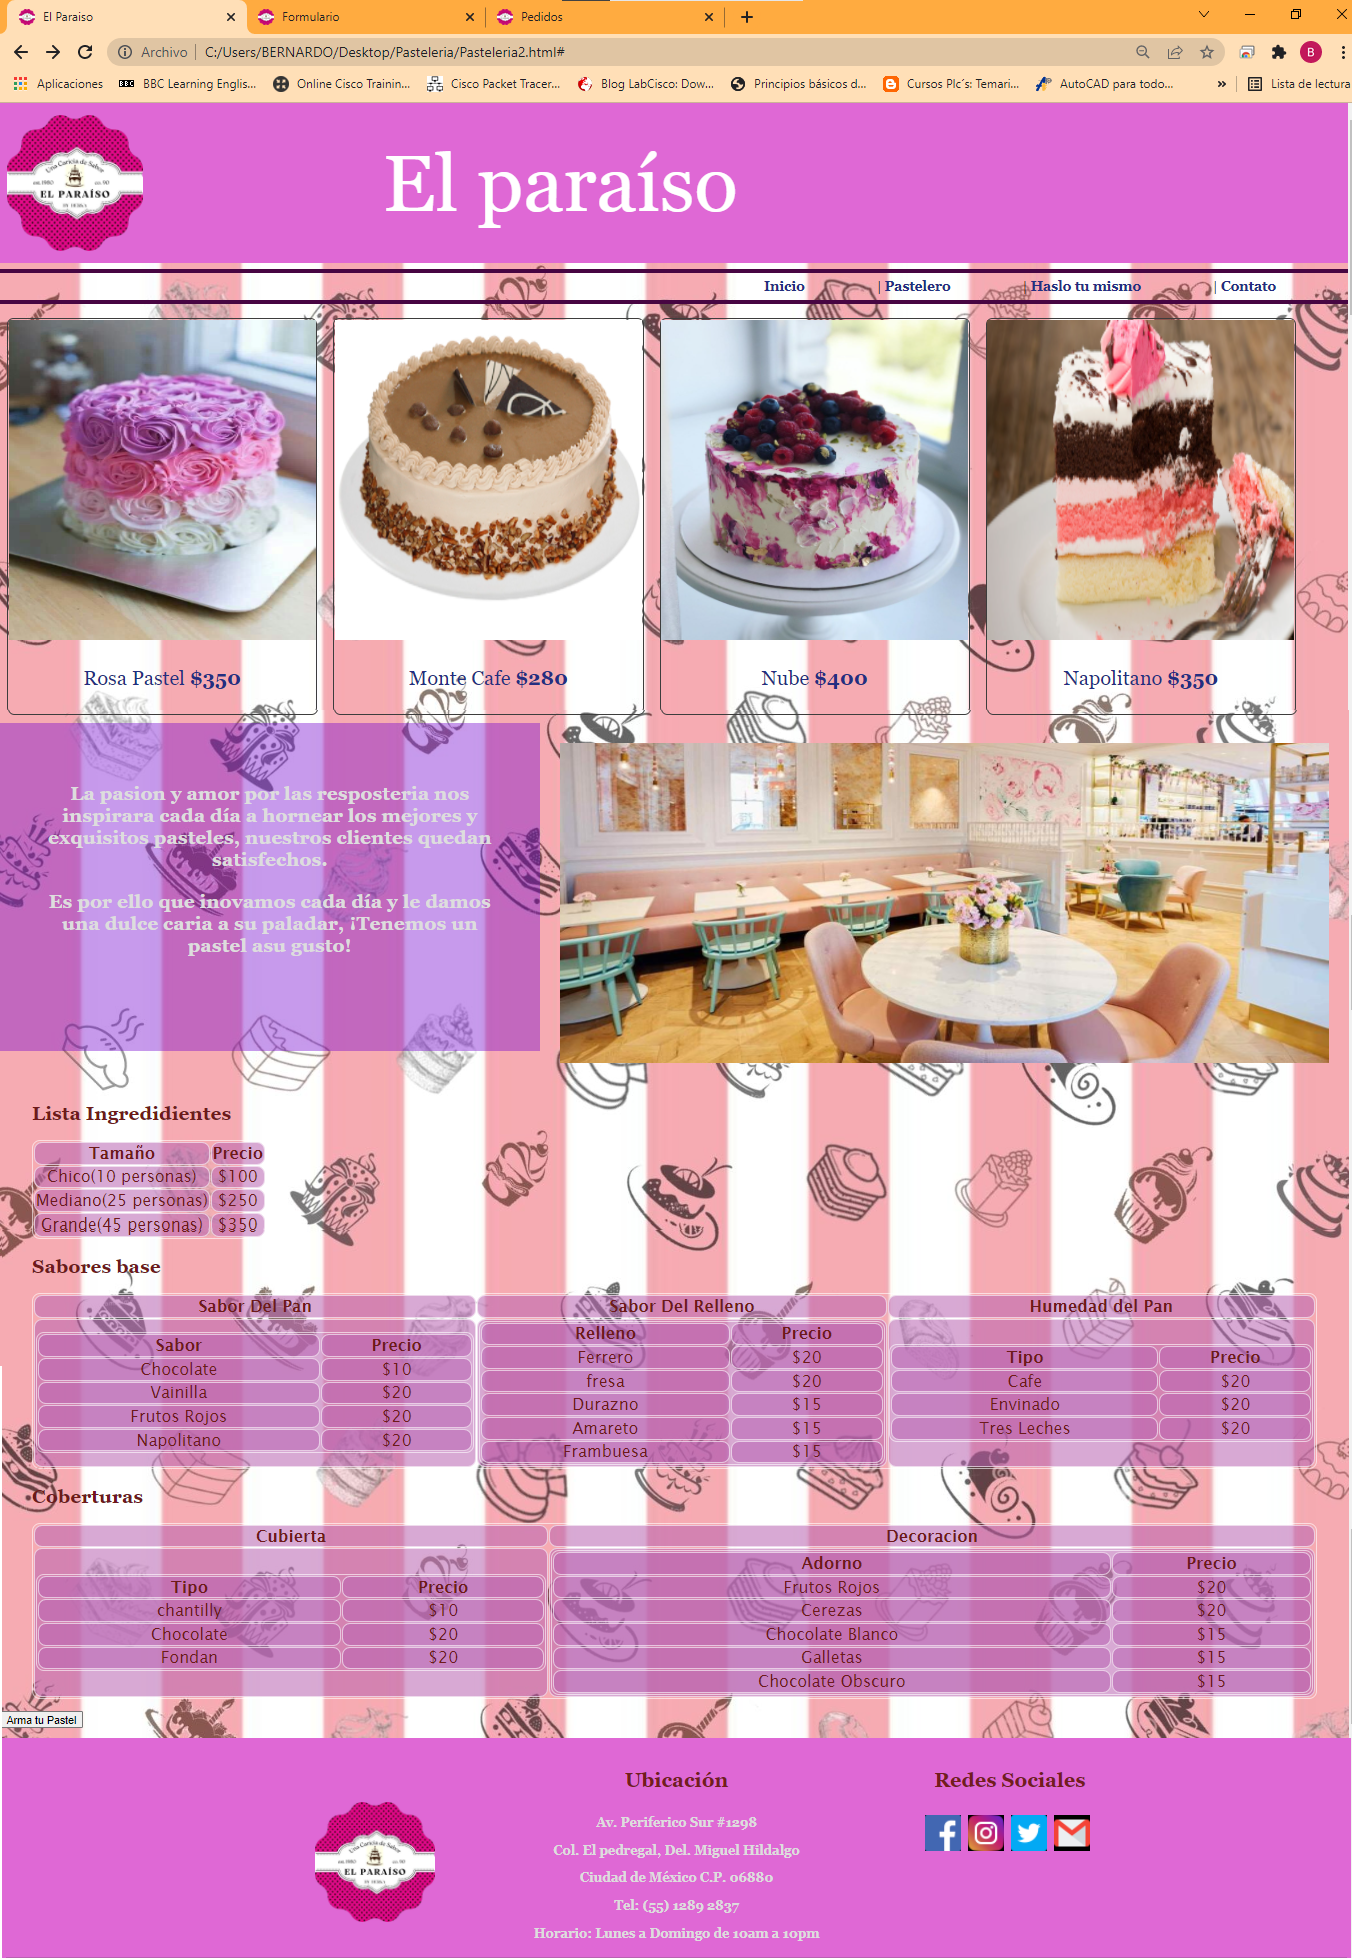 El Paraiso
Formulario
Pedidos
Archivo
C:/Users/BERNARDO/Desktop/Pasteleria/Pasteleria2.html#
B
Aplicaciones
BBC Learning Englis...
Online Cisco Trainin...
Cisco Packet Tracer...
Blog LabCisco: Dow...
Principios básicos d...
Cursos Plc´s: Temari...
AutoCAD para todo...
»
Lista de lectura
Una Caricia de Sabor
EL PARAÍSO
El paraíso
Inicio
| Pastelero
| Haslo tu mismo
| Contato
Rosa Pastel $350
Monte Cafe $280
Nube $400
Napolitano $350
La pasion y amor por las resposteria nos
inspirara cada día a hornear los mejores y
exquisitos pasteles, nuestros clientes quedan
satisfechos.
Es por ello que inovamos cada día y le damos
una dulce caria a su paladar, ¡Tenemos un
pastel asu gusto!
Lista Ingredidientes
Tamaño Precio
Chico(10 personas) $100
Mediano(25 personas) $250
Grande(45 personas) $350
Sabores base
Sabor Del Pan
Sabor Precio
Chocolate $10
Vainilla $20
Frutos Rojos $20
Napolitano $20
Sabor Del Relleno
Relleno Precio
Ferrero $20
fresa $20
Durazno $15
Amareto $15
Frambuesa $15
Humedad del Pan
Tipo Precio
Cafe $20
Envinado $20
Tres Leches $20
Coberturas
Cubierta
Tipo Precio
chantilly $10
Chocolate $20
Fondan $20
Decoracion
Adorno Precio
Frutos Rojos $20
Cerezas $20
Chocolate Blanco $15
Galletas $15
Chocolate Obscuro $15
Arma tu Pastel
Una Caricia de Sabor
EL PARAÍSO
Ubicación
Av. Periferico Sur #1298
Col. El pedregal, Del. Miguel Hildalgo
Ciudad de México C.P. 06880
Tel: (55) 1289 2837
Horario: Lunes a Domingo de 10am a 10pm
Redes Sociales